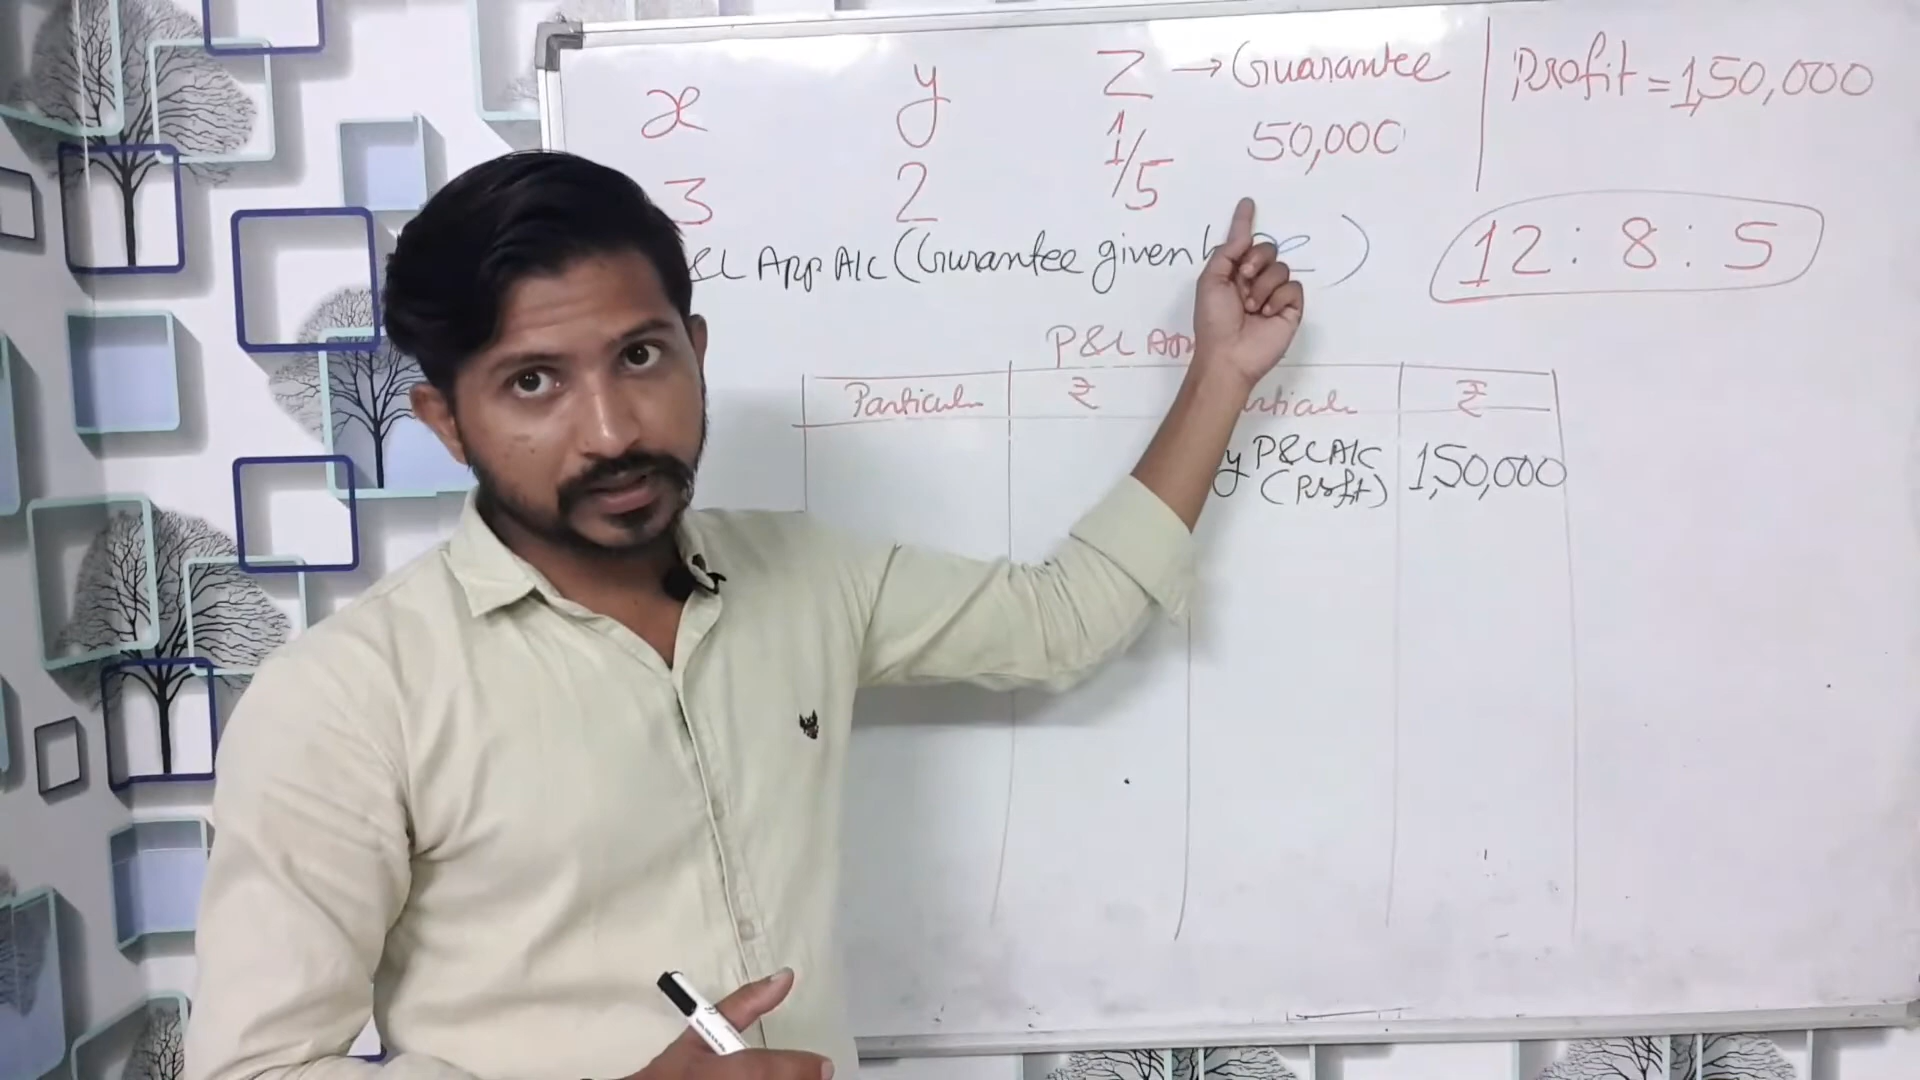 x y Z → Guarantee
Profit = 1,50,000
3 2 1/5 50,000
&L App A/c (Gurantee given
12 : 8 : 5
P&L App
Particular ₹ rticular ₹
y P&L A/c 1,50,000
(Profit)